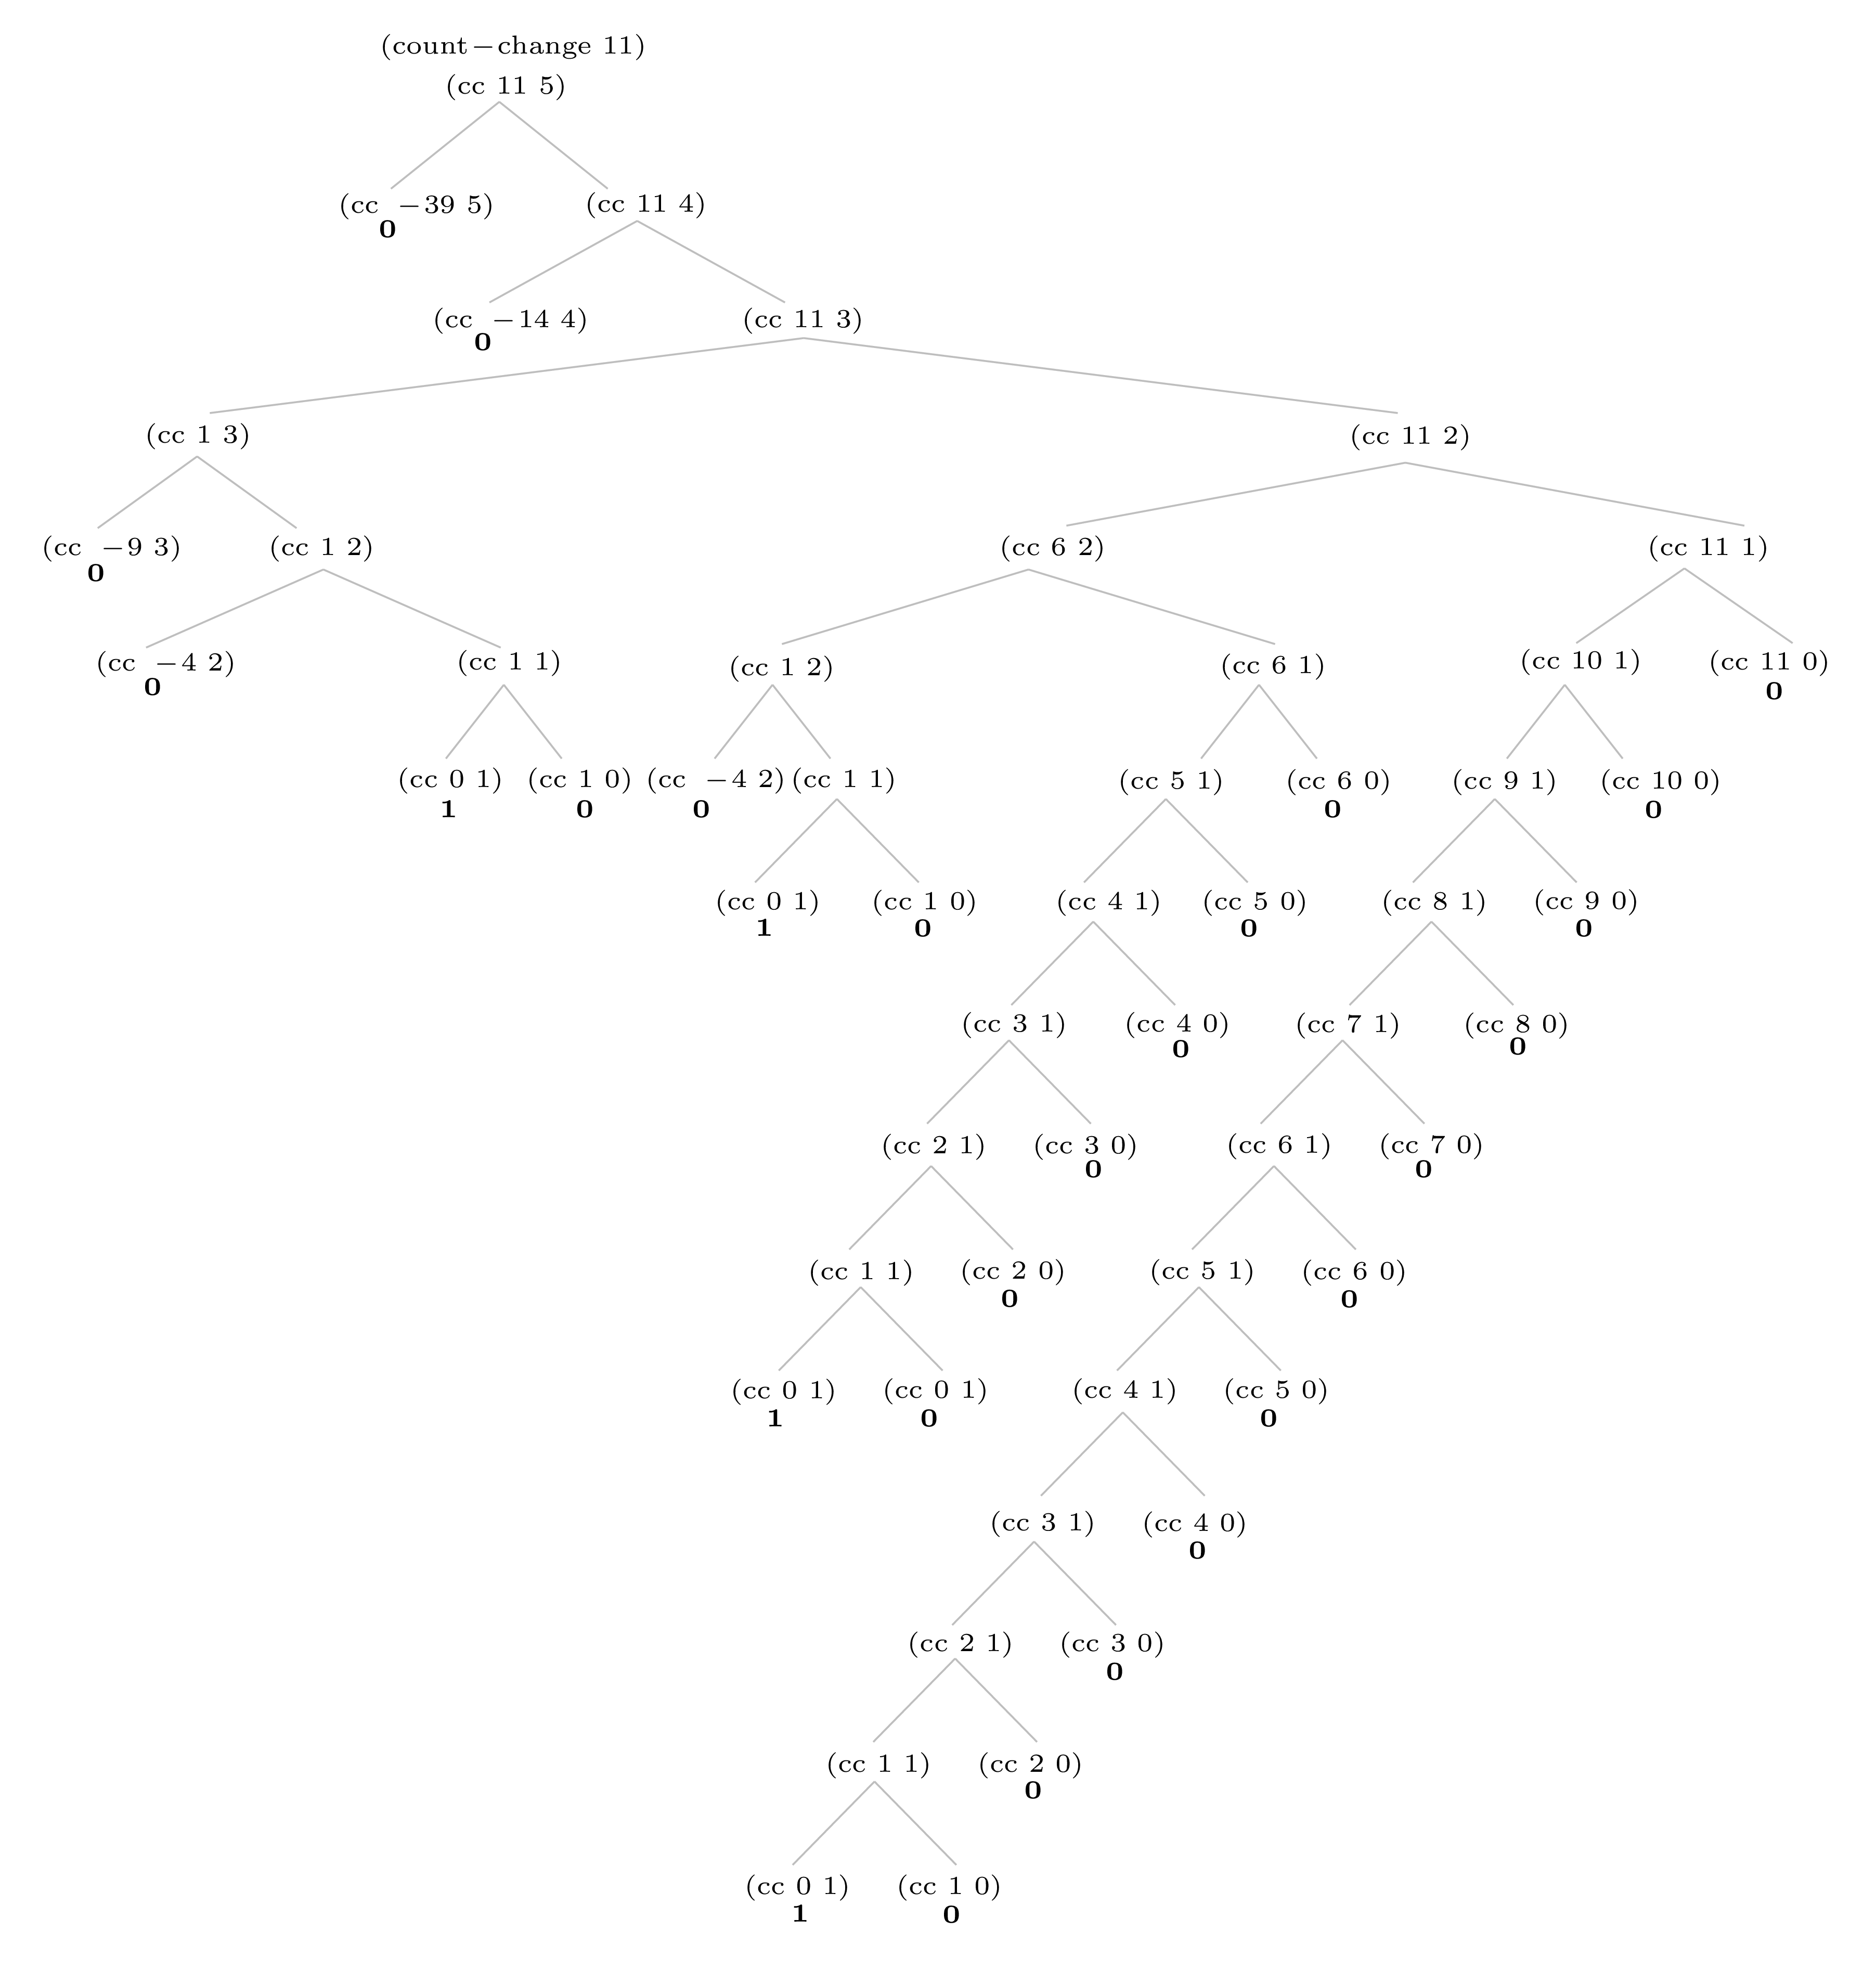 (count−change 11)
(cc 11 5)
(cc −39 5) (cc 11 4)
0
(cc −14 4) (cc 11 3)
0
(cc 1 3) (cc 11 2)
(cc −9 3) (cc 1 2) (cc 6 2) (cc 11 1)
0
(cc −4 2) (cc 1 1) (cc 1 2) (cc 6 1) (cc 10 1) (cc 11 0)
0 0
(cc 0 1) (cc 1 0) (cc −4 2) (cc 1 1) (cc 5 1) (cc 6 0) (cc 9 1) (cc 10 0)
1 0 0 0 0
(cc 0 1) (cc 1 0) (cc 4 1) (cc 5 0) (cc 8 1) (cc 9 0)
1 0 0 0
(cc 3 1) (cc 4 0) (cc 7 1) (cc 8 0)
0 0
(cc 2 1) (cc 3 0) (cc 6 1) (cc 7 0)
0 0
(cc 1 1) (cc 2 0) (cc 5 1) (cc 6 0)
0 0
(cc 0 1) (cc 0 1) (cc 4 1) (cc 5 0)
1 0 0
(cc 3 1) (cc 4 0)
0
(cc 2 1) (cc 3 0)
0
(cc 1 1) (cc 2 0)
0
(cc 0 1) (cc 1 0)
1 0